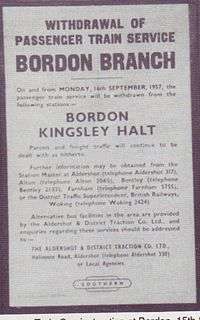 WITHDRAWAL OF
PASSENGER TRAIN SERVICE
BORDON BRANCH
On and from MONDAY, 16th SEPTEMBER, 1957, the
passenger train service will be withdrawn from the
following stations—
BORDON
KINGSLEY HALT
Parcels and freight traffic will continue to be
dealt with as hitherto.
Further information may be obtained from the
Station Master at Aldershot (telephone Aldershot 317),
Alton (telephone Alton 2065), Bentley (telephone
Bentley 2132), Farnham (telephone Farnham 5755),
or the District Traffic Superintendent, British Railways,
Woking (telephone Woking 2424)
Alternative bus facilities in the area are provided
by the Aldershot & District Traction Co. Ltd. and
enquiries regarding these services should be addressed
to—
THE ALDERSHOT & DISTRICT TRACTION CO. LTD.
Halimote Road, Aldershot (telephone Aldershot 330)
or Local Agencies.
SOUTHERN
at Bordon, 15th